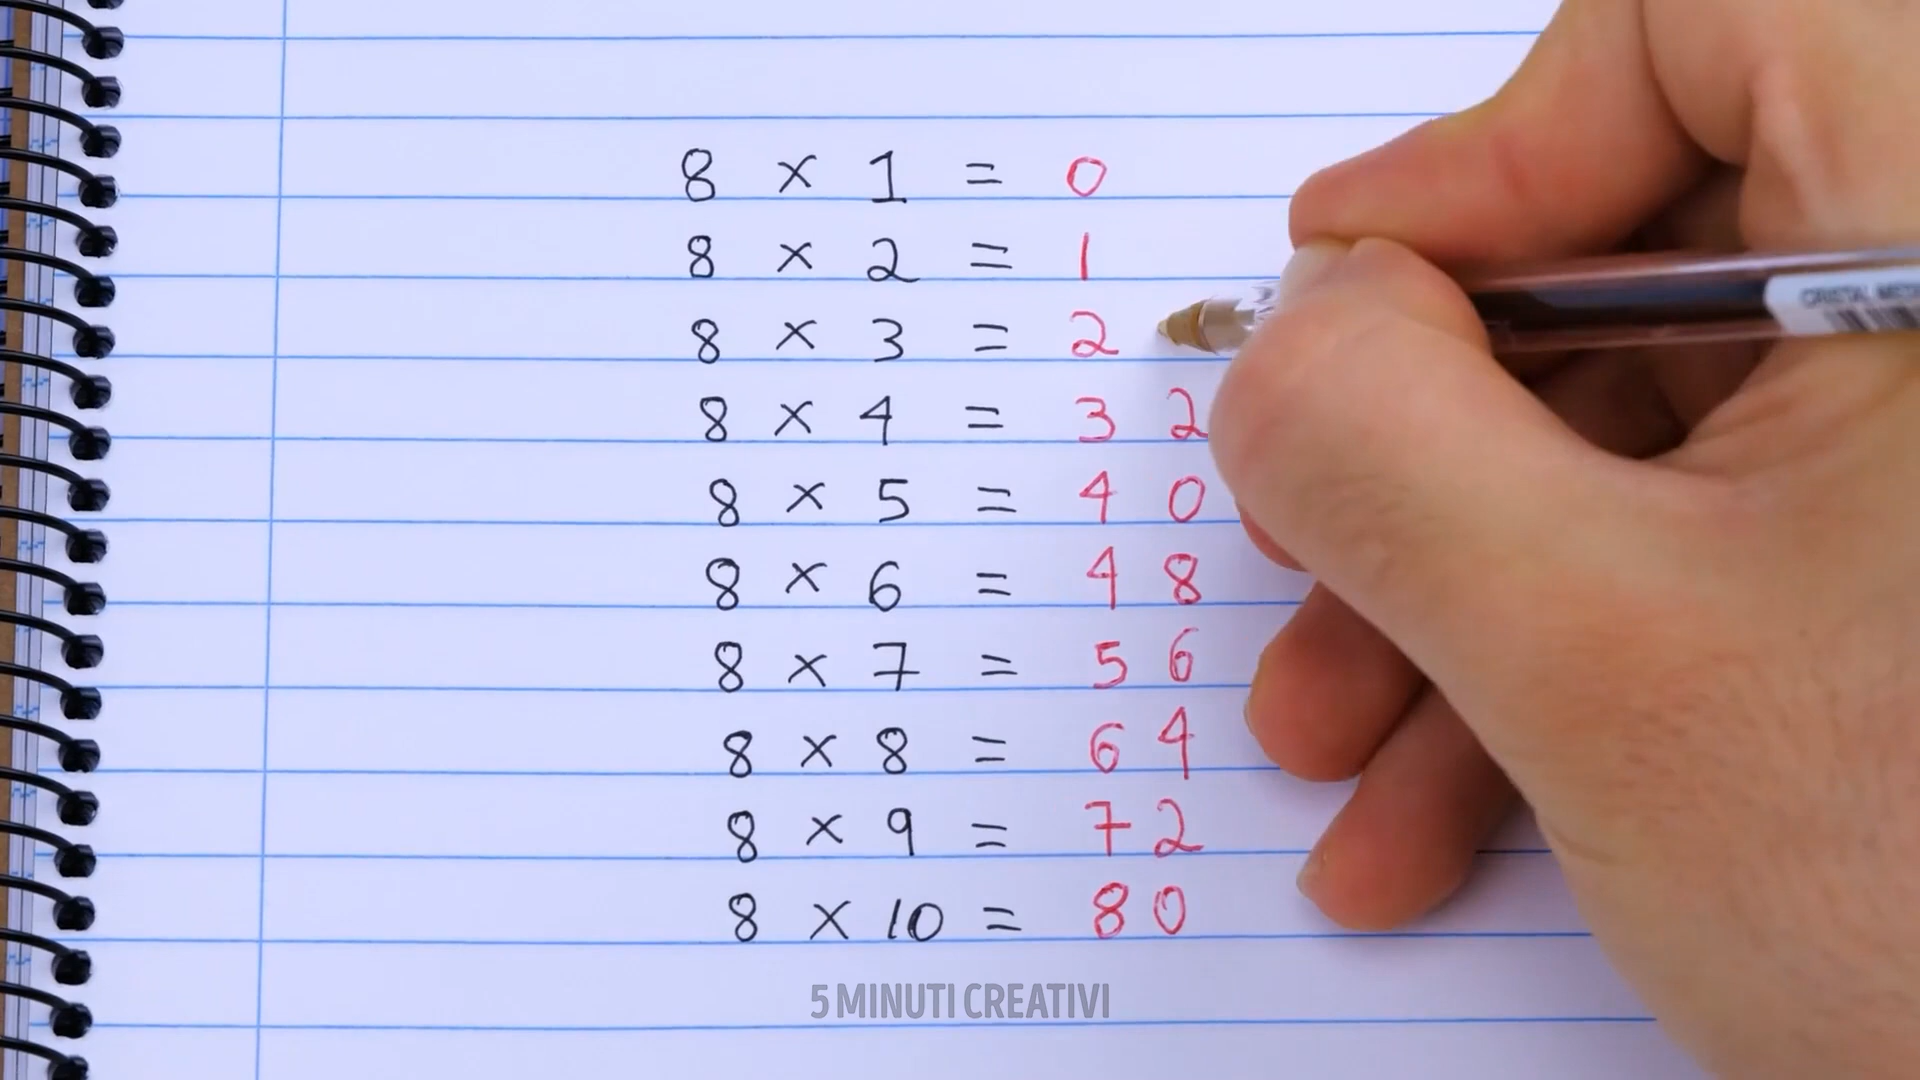 8 × 1 = 0
8 × 2 = 1
8 × 3 = 2
8 × 4 = 3 2
8 × 5 = 4 0
8 × 6 = 4 8
8 × 7 = 5 6
8 × 8 = 6 4
8 × 9 = 7 2
8 × 10 = 8 0
CRISTAL
5 MINUTI CREATIVI